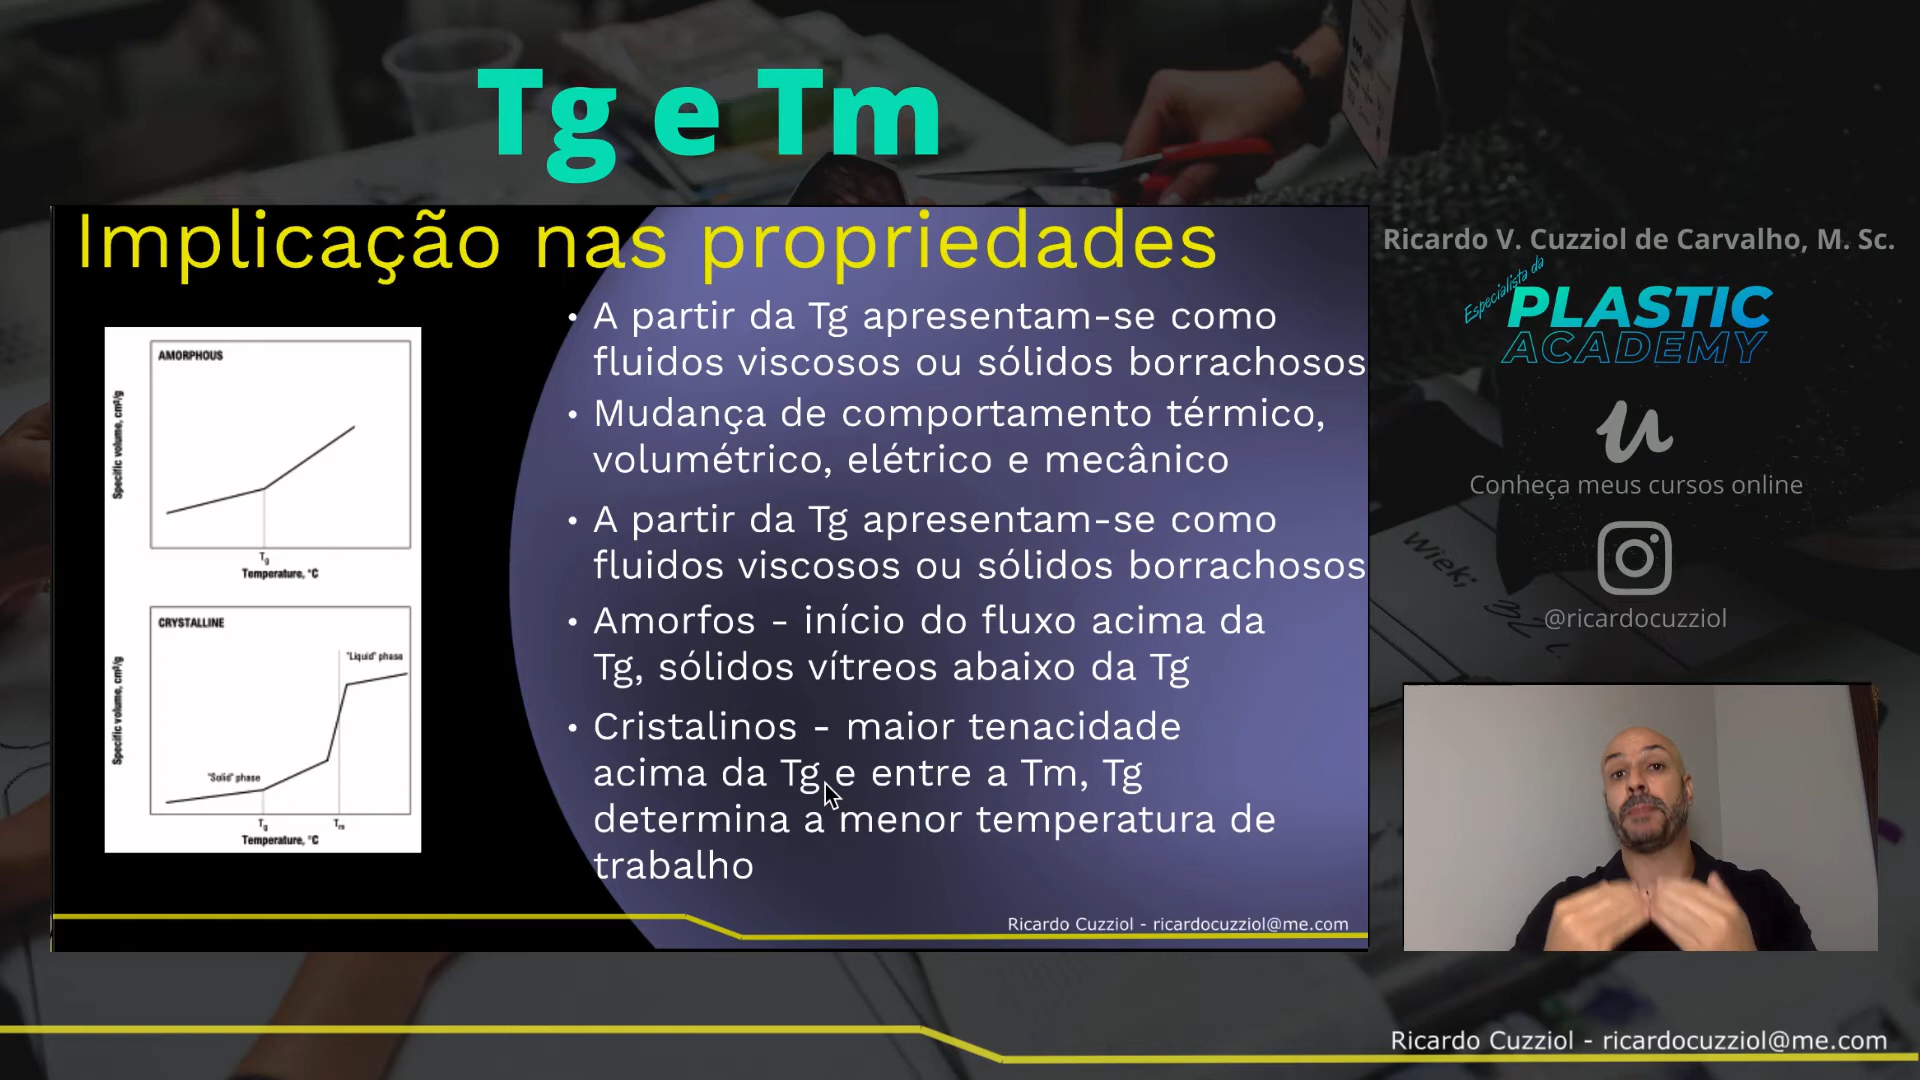 Tg e Tm
Implicação nas propriedades
AMORPHOUS
Specific volume, cm³/g
Tg
Temperature, °C
CRYSTALLINE
"Liquid" phase
Specific volume, cm³/g
"Solid" phase
Tg
Tm
Temperature, °C
• A partir da Tg apresentam-se como
fluidos viscosos ou sólidos borrachosos
• Mudança de comportamento térmico,
volumétrico, elétrico e mecânico
• A partir da Tg apresentam-se como
fluidos viscosos ou sólidos borrachosos
• Amorfos - início do fluxo acima da
Tg, sólidos vítreos abaixo da Tg
• Cristalinos - maior tenacidade
acima da Tg e entre a Tm, Tg
determina a menor temperatura de
trabalho
Ricardo Cuzziol - ricardocuzziol@me.com
Ricardo V. Cuzziol de Carvalho, M. Sc.
Especialista da
PLASTIC
ACADEMY
Conheça meus cursos online
@ricardocuzziol
Wiek;
Ricardo Cuzziol - ricardocuzziol@me.com